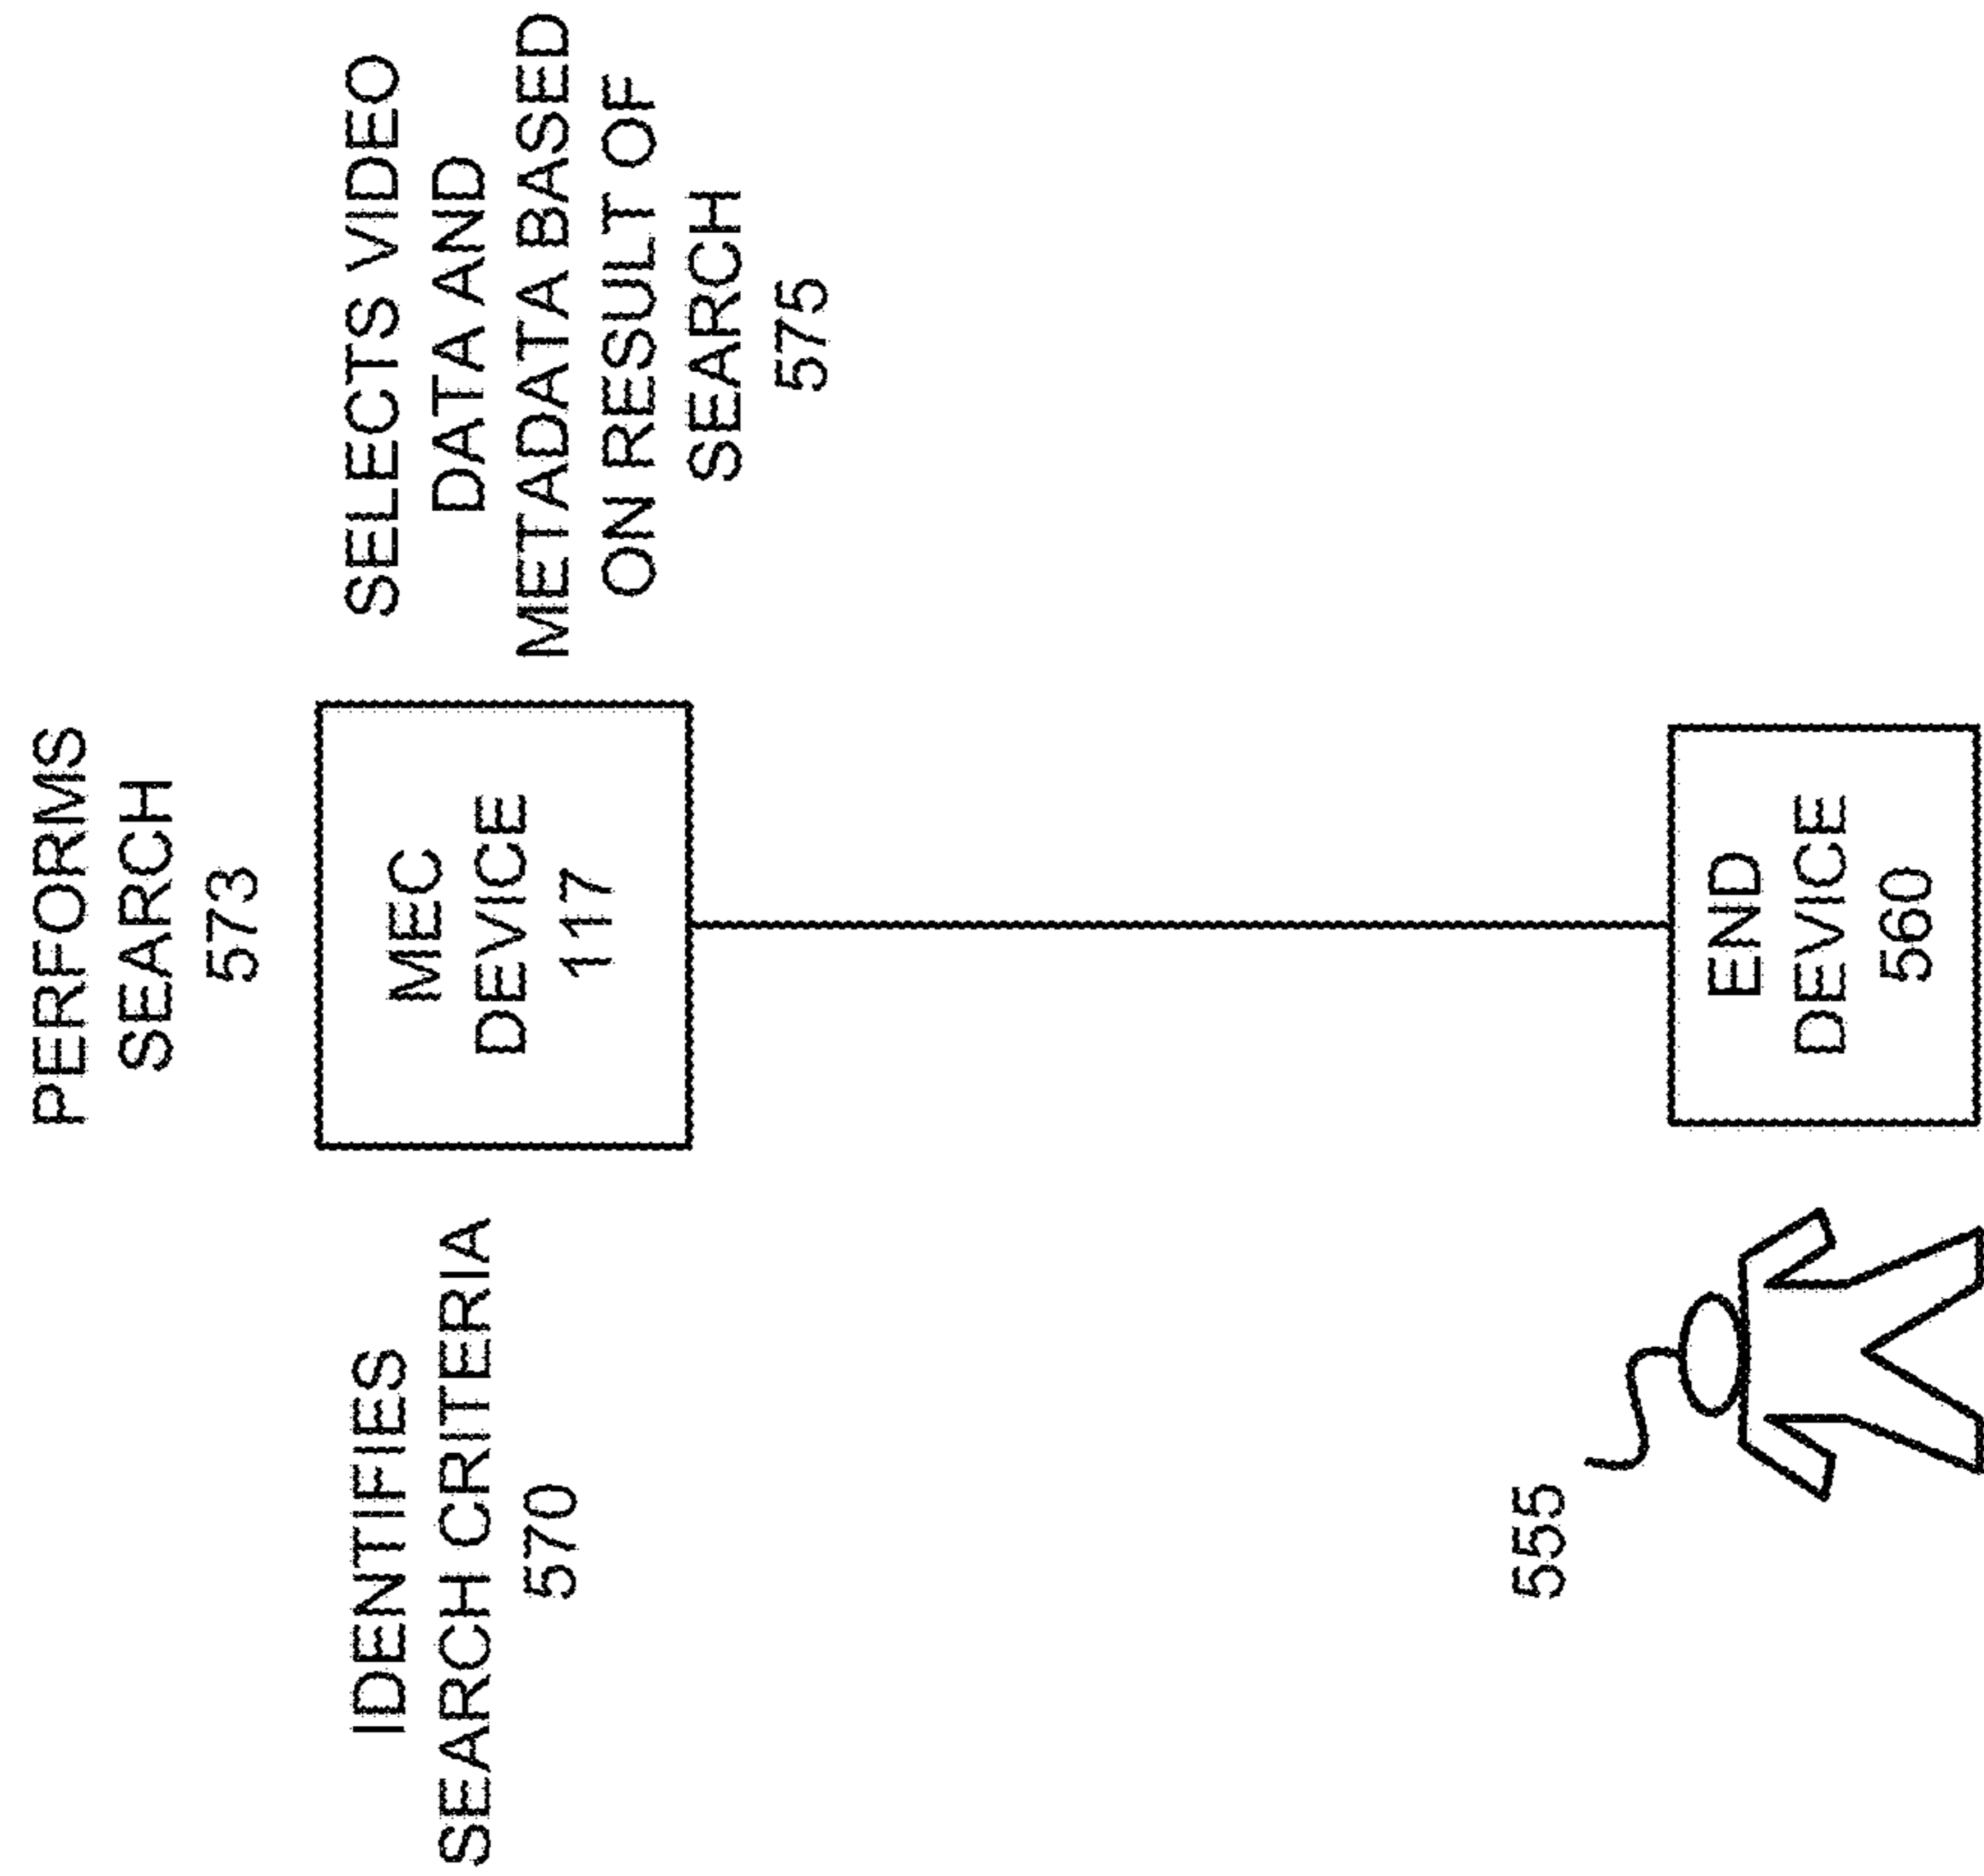 PERFORMS
SEARCH
573
IDENTIFIES
SEARCH CRITERIA
570
MEC
DEVICE
117
SELECTS VIDEO
DATA AND
METADATA BASED
ON RESULT OF
SEARCH
575
555
END
DEVICE
560